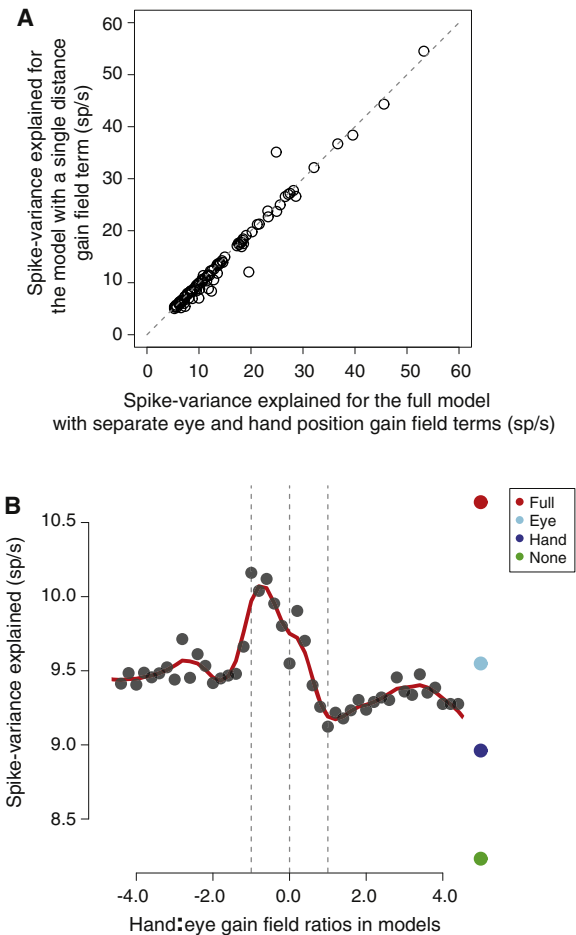 A
Spike-variance explained for
the model with a single distance
gain field term (sp/s)
60
50
40
30
20
10
0
0 10 20 30 40 50 60
Spike-variance explained for the full model
with separate eye and hand position gain field terms (sp/s)
B
Spike-variance explained (sp/s)
10.5
10.0
9.5
9.0
8.5
Full
Eye
Hand
None
-4.0 -2.0 0.0 2.0 4.0
Hand:eye gain field ratios in models